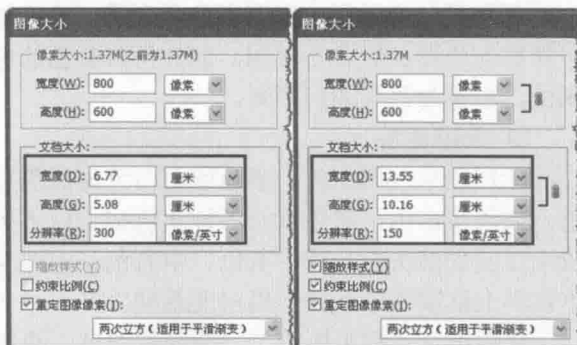 图像大小
像素大小:1.37M(之前为1.37M)
宽度(W): 800 像素
高度(H): 600 像素
文档大小:
宽度(D): 6.77 厘米
高度(G): 5.08 厘米
分辨率(R): 300 像素/英寸
缩放样式(Y)
约束比例(C)
重定图像像素(I):
两次立方(适用于平滑渐变)
图像大小
像素大小:1.37M
宽度(W): 800 像素
高度(H): 600 像素
文档大小:
宽度(D): 13.55 厘米
高度(G): 10.16 厘米
分辨率(R): 150 像素/英寸
缩放样式(Y)
约束比例(C)
重定图像像素(I):
两次立方(适用于平滑渐变)